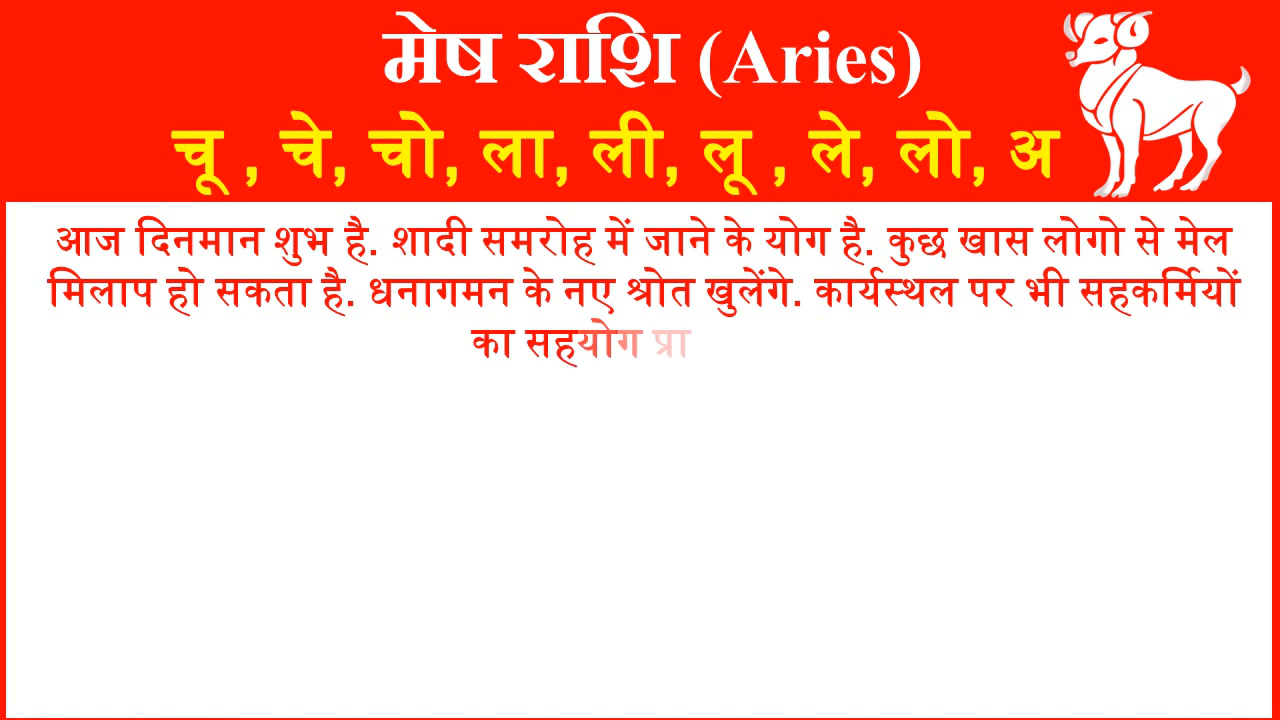 मेष राशि (Aries)
चू , चे, चो, ला, ली, लू , ले, लो, अ
आज दिनमान शुभ है. शादी समरोह में जाने के योग है. कुछ खास लोगो से मेल
मिलाप हो सकता है. धनागमन के नए श्रोत खुलेंगे. कार्यस्थल पर भी सहकर्मियों
का सहयोग प्रा